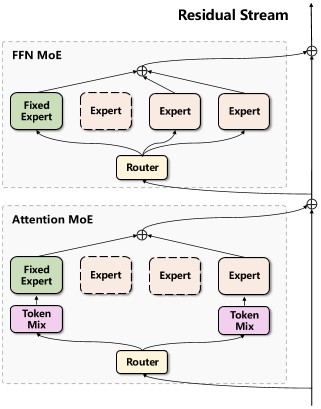 Residual Stream
FFN MoE
Fixed
Expert
Expert
Expert
Expert
Router
Attention MoE
Fixed
Expert
Expert
Expert
Expert
Token
Mix
Token
Mix
Router